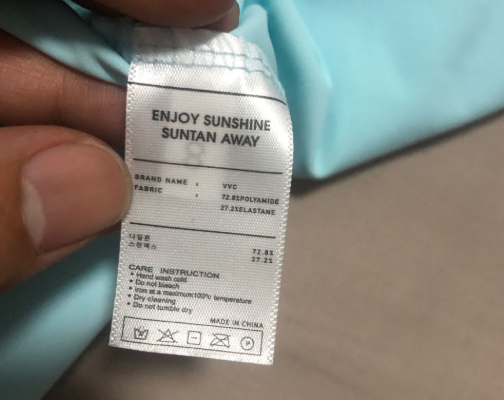 ENJOY SUNSHINE
SUNTAN AWAY
BRAND NAME : VVC
FABRIC : 72.8%POLYAMIDE
27.2%ELASTANE
나일론 72.8%
스판덱스 27.2%
CARE INSTRUCTION
* Hand wash cold
* Do not bleach
* Iron at a maximum100% temperature
* Dry cleaning
* Do not tumble dry
MADE IN CHINA